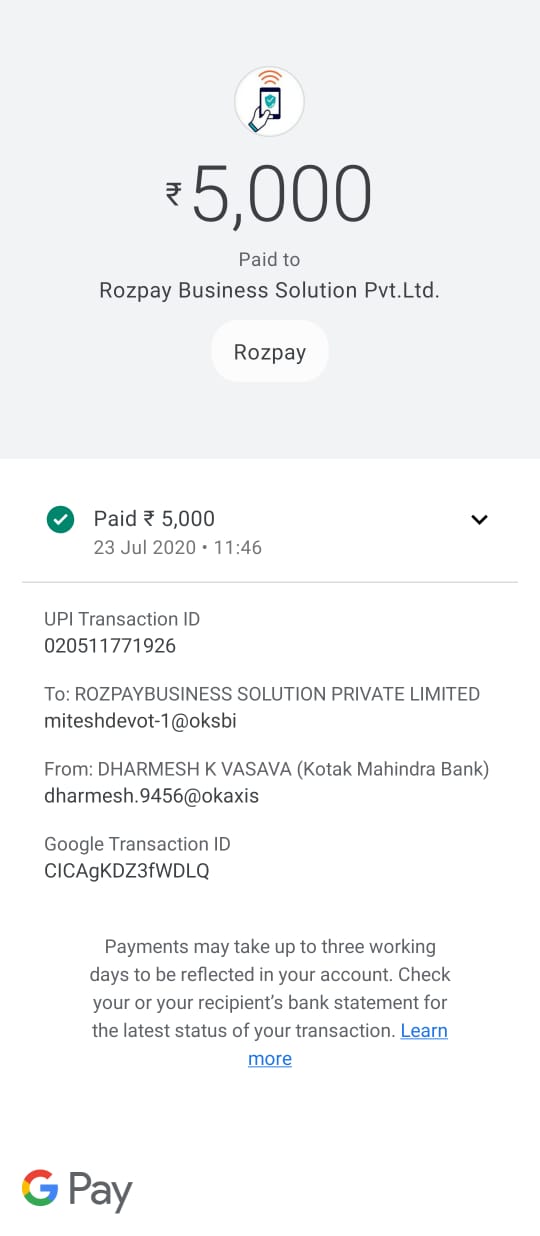 ₹5,000
Paid to
Rozpay Business Solution Pvt.Ltd.
Rozpay
Paid ₹ 5,000
23 Jul 2020 • 11:46
UPI Transaction ID
020511771926
To: ROZPAYBUSINESS SOLUTION PRIVATE LIMITED
miteshdevot-1@oksbi
From: DHARMESH K VASAVA (Kotak Mahindra Bank)
dharmesh.9456@okaxis
Google Transaction ID
CICAgKDZ3fWDLQ
Payments may take up to three working
days to be reflected in your account. Check
your or your recipient's bank statement for
the latest status of your transaction. Learn
more
G Pay